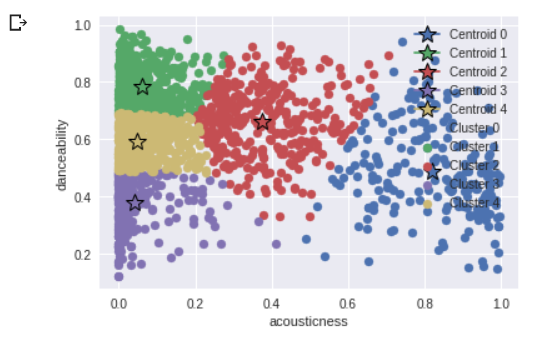 1.0
0.8
0.6
0.4
0.2
danceability
Centroid 0
Centroid 1
Centroid 2
Centroid 3
Centroid 4
Cluster 0
Cluster 1
Cluster 2
Cluster 3
Cluster 4
0.0 0.2 0.4 0.6 0.8 1.0
acousticness